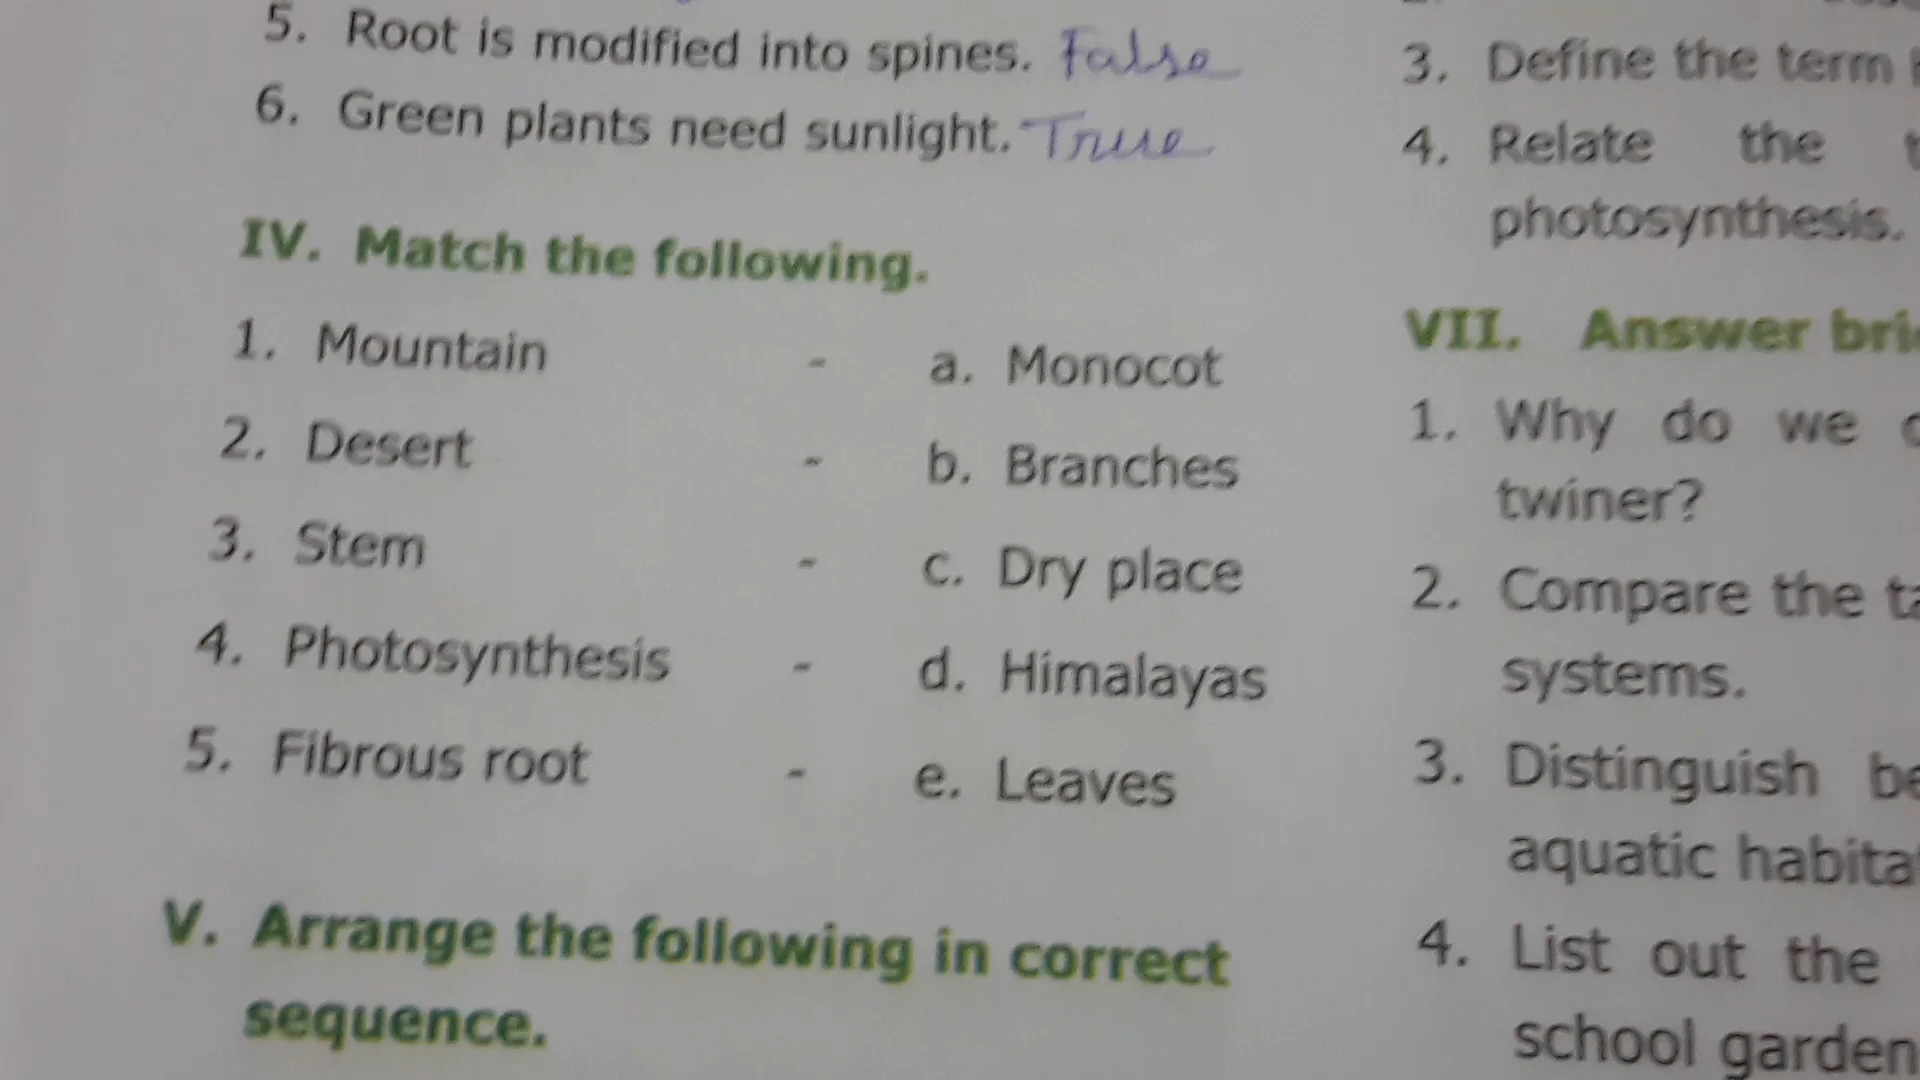 5. Root is modified into spines. False
6. Green plants need sunlight. True
IV. Match the following.
1. Mountain - a. Monocot
2. Desert - b. Branches
3. Stem - c. Dry place
4. Photosynthesis - d. Himalayas
5. Fibrous root - e. Leaves
V. Arrange the following in correct
sequence.
3. Define the term
4. Relate the
photosynthesis.
VII. Answer
1. Why do we
twiner?
2. Compare the
systems.
3. Distinguish
aquatic
4. List out the
school garden